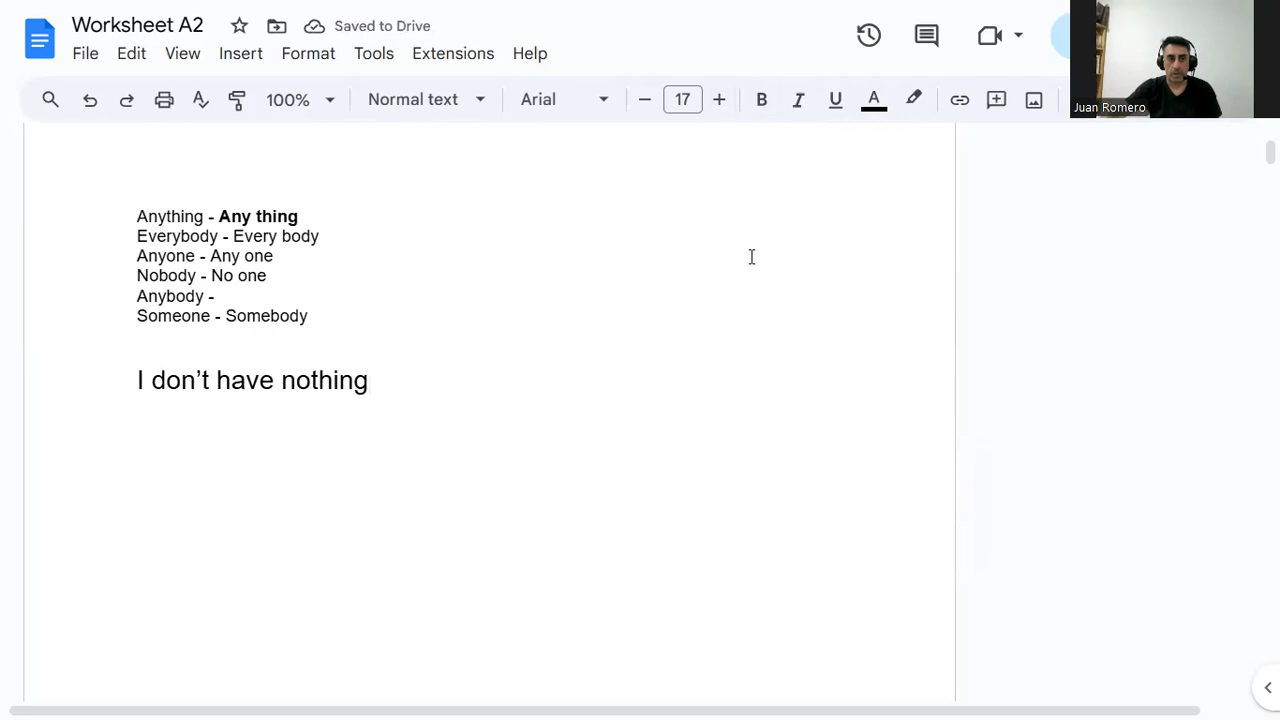 Worksheet A2
Saved to Drive
File Edit View Insert Format Tools Extensions Help
100% Normal text Arial 17 B I U A
Juan Romero
Anything - Any thing
Everybody - Every body
Anyone - Any one
Nobody - No one
Anybody -
Someone - Somebody
I don’t have nothing